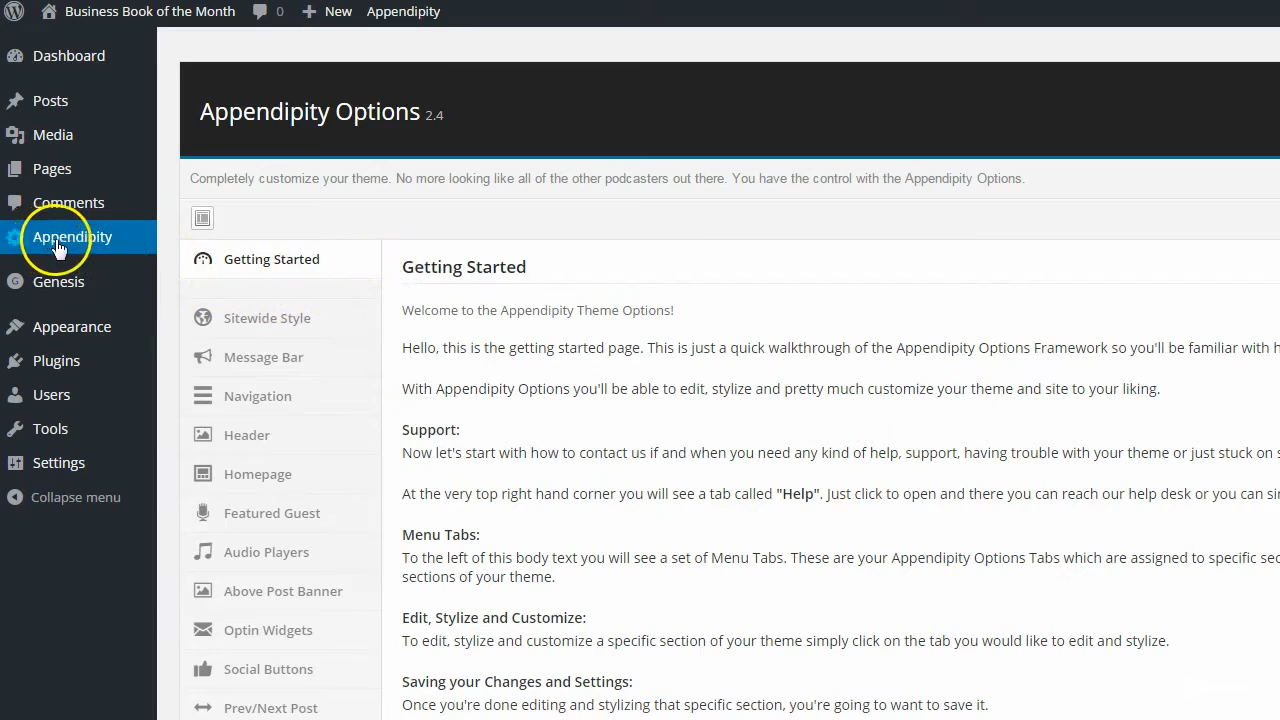 Business Book of the Month 0 New Appendipity
Dashboard
Posts
Media
Pages
Comments
Appendipity
Genesis
Appearance
Plugins
Users
Tools
Settings
Collapse menu
Appendipity Options 2.4
Completely customize your theme. No more looking like all of the other podcasters out there. You have the control with the Appendipity Options.
Getting Started
Sitewide Style
Message Bar
Navigation
Header
Homepage
Featured Guest
Audio Players
Above Post Banner
Optin Widgets
Social Buttons
Prev/Next Post
Getting Started
Welcome to the Appendipity Theme Options!
Hello, this is the getting started page. This is just a quick walkthrough of the Appendipity Options Framework so you'll be familiar with
With Appendipity Options you'll be able to edit, stylize and pretty much customize your theme and site to your liking.
Support:
Now let's start with how to contact us if and when you need any kind of help, support, having trouble with your theme or just stuck on
At the very top right hand corner you will see a tab called "Help". Just click to open and there you can reach our help desk or you can
Menu Tabs:
To the left of this body text you will see a set of Menu Tabs. These are your Appendipity Options Tabs which are assigned to specific
sections of your theme.
Edit, Stylize and Customize:
To edit, stylize and customize a specific section of your theme simply click on the tab you would like to edit and stylize.
Saving your Changes and Settings:
Once you're done editing and stylizing that specific section, you're going to want to save it.